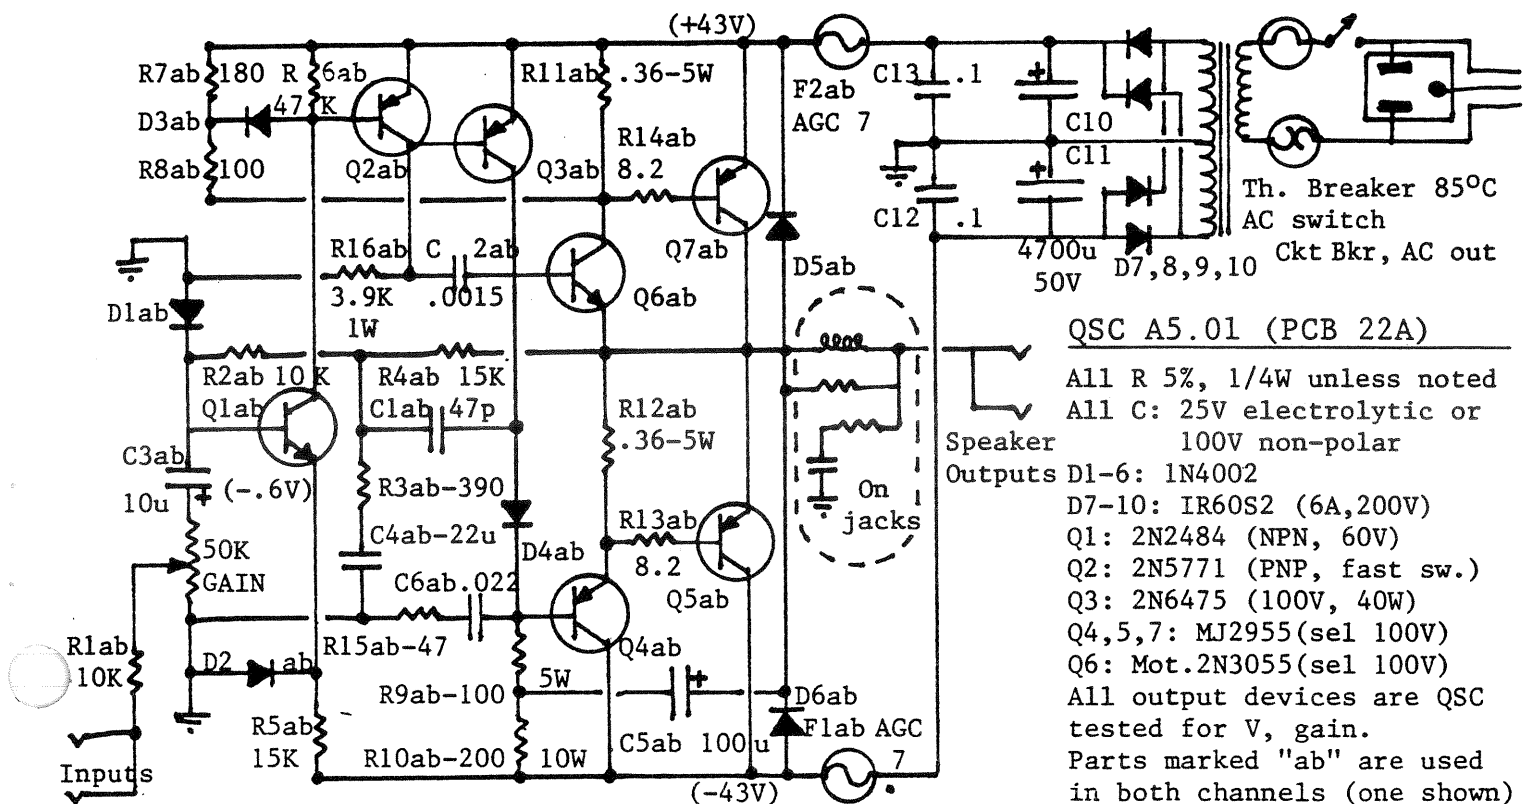 (+43V)
R7ab 180 R 6ab
47 K
D3ab
R8ab 100
Q2ab
Q3ab
R11ab .36-5W
R14ab
8.2
F2ab
AGC 7
C13 .1
C10
C11
C12 .1
4700u
50V
D7,8,9,10
Th. Breaker 85°C
AC switch
Ckt Bkr, AC out
R16ab C 2ab
3.9K .0015
1W
Q7ab
Q6ab
D5ab
D1ab
R2ab 10 K R4ab 15K
Q1ab
C1ab 47p
R12ab
.36-5W
C3ab
10u +
(-.6V)
R3ab-390
C4ab-22u
D4ab
R13ab
8.2
Q5ab
On
jacks
Speaker
Outputs
50K
GAIN
C6ab.022
R15ab-47
Q4ab
R1ab
10K
D2 ab
R9ab-100 5W
R5ab
15K
R10ab-200 10W
C5ab 100 u
D6ab
F1ab AGC
7
Inputs
(-43V)
QSC A5.01 (PCB 22A)
All R 5%, 1/4W unless noted
All C: 25V electrolytic or
100V non-polar
D1-6: 1N4002
D7-10: IR60S2 (6A,200V)
Q1: 2N2484 (NPN, 60V)
Q2: 2N5771 (PNP, fast sw.)
Q3: 2N6475 (100V, 40W)
Q4,5,7: MJ2955(sel 100V)
Q6: Mot.2N3055(sel 100V)
All output devices are QSC
tested for V, gain.
Parts marked "ab" are used
in both channels (one shown)